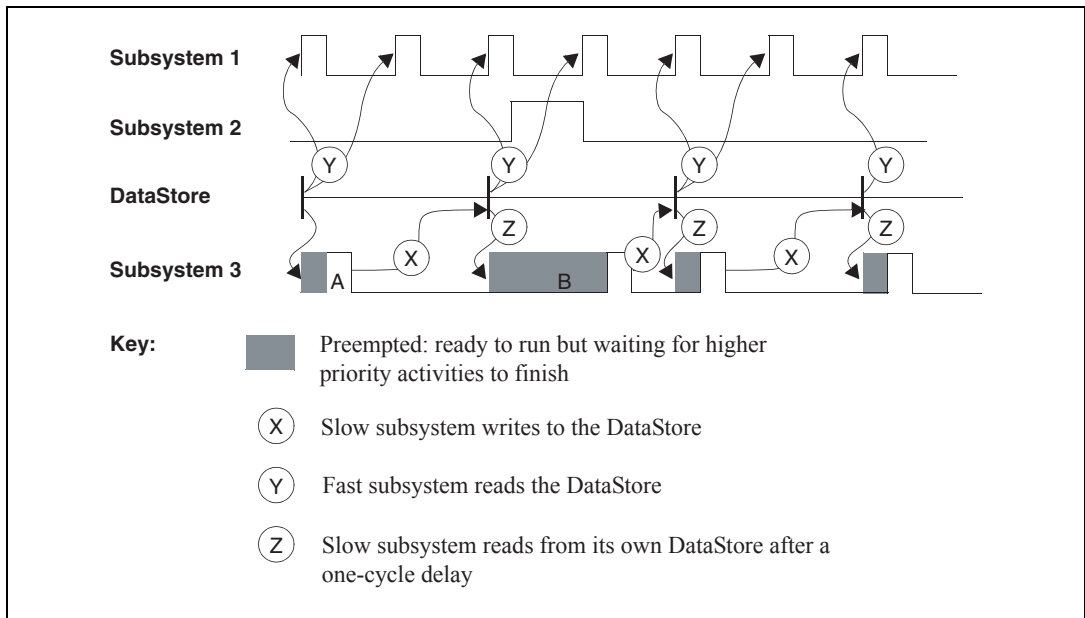 Subsystem 1
Subsystem 2
Y
Y
Y
Y
DataStore
X
Z
X
Z
X
Z
Subsystem 3
A
B
Key:
Preempted: ready to run but waiting for higher
priority activities to finish
X
Slow subsystem writes to the DataStore
Y
Fast subsystem reads the DataStore
Z
Slow subsystem reads from its own DataStore after a
one-cycle delay